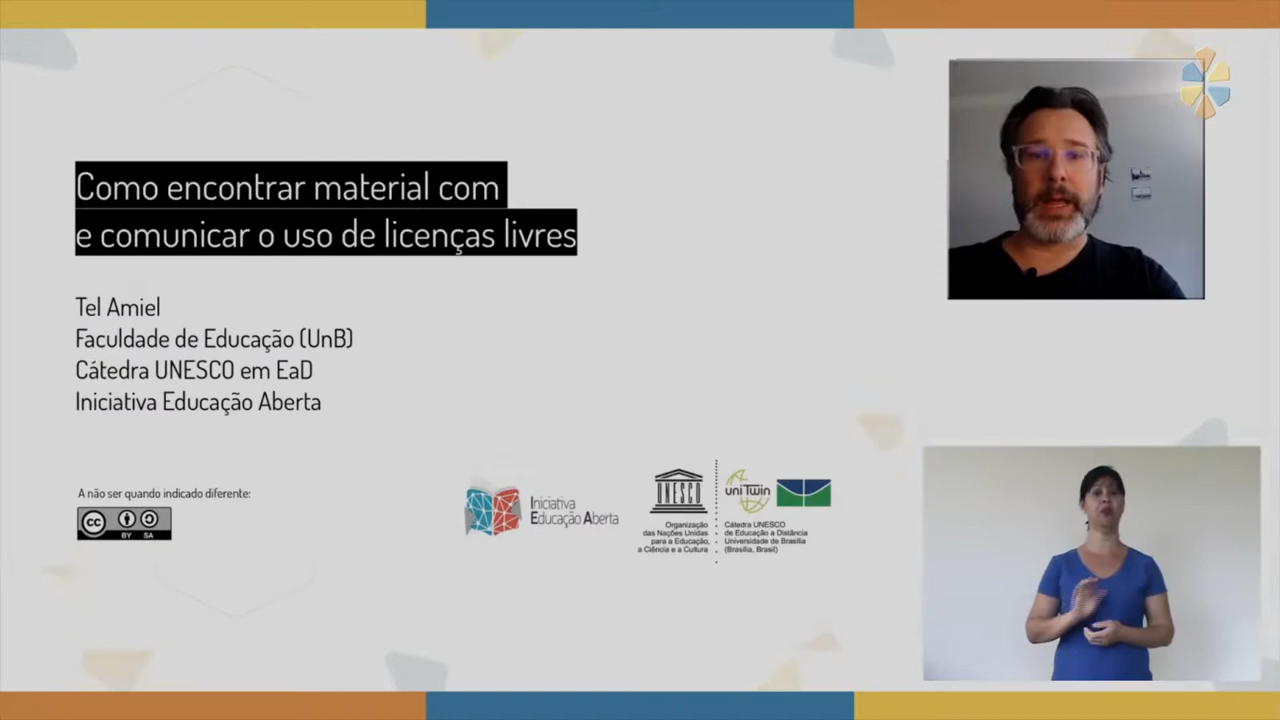 Como encontrar material com
e comunicar o uso de licenças livres
Tel Amiel
Faculdade de Educação (UnB)
Cátedra UNESCO em EaD
Iniciativa Educação Aberta
A não ser quando indicado diferente:
cc
BY SA
Iniciativa
Educação Aberta
UNESCO
Organização
das Nações Unidas
para a Educação,
a Ciência e a Cultura
uniTwin
Cátedra UNESCO
de Educação a Distância
Universidade de Brasília
(Brasília, Brasil)